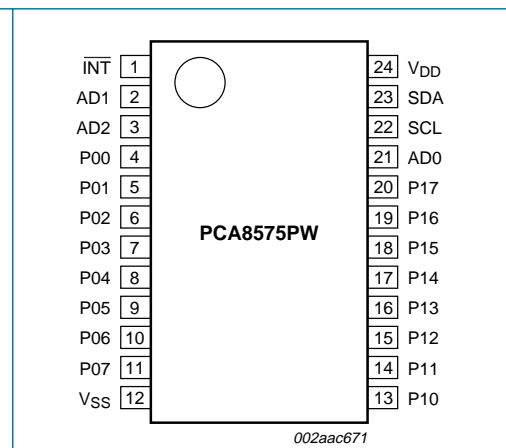 INT 1 24 VDD
AD1 2 23 SDA
AD2 3 22 SCL
P00 4 21 AD0
P01 5 20 P17
P02 6 19 P16
PCA8575PW
P03 7 18 P15
P04 8 17 P14
P05 9 16 P13
P06 10 15 P12
P07 11 14 P11
VSS 12 13 P10
002aac671